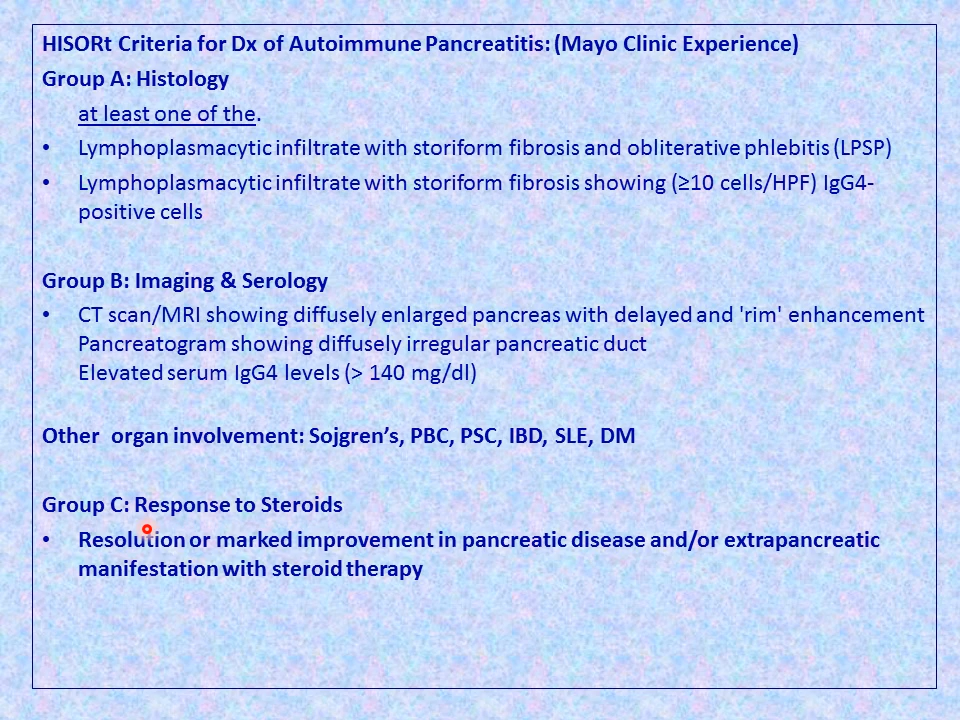 HISORt Criteria for Dx of Autoimmune Pancreatitis: (Mayo Clinic Experience)
Group A: Histology
at least one of the.
• Lymphoplasmacytic infiltrate with storiform fibrosis and obliterative phlebitis (LPSP)
• Lymphoplasmacytic infiltrate with storiform fibrosis showing (≥10 cells/HPF) IgG4-
positive cells
Group B: Imaging & Serology
• CT scan/MRI showing diffusely enlarged pancreas with delayed and 'rim' enhancement
Pancreatogram showing diffusely irregular pancreatic duct
Elevated serum IgG4 levels (> 140 mg/dl)
Other  organ involvement: Sojgren’s, PBC, PSC, IBD, SLE, DM
Group C: Response to Steroids
• Resolution or marked improvement in pancreatic disease and/or extrapancreatic
manifestation with steroid therapy